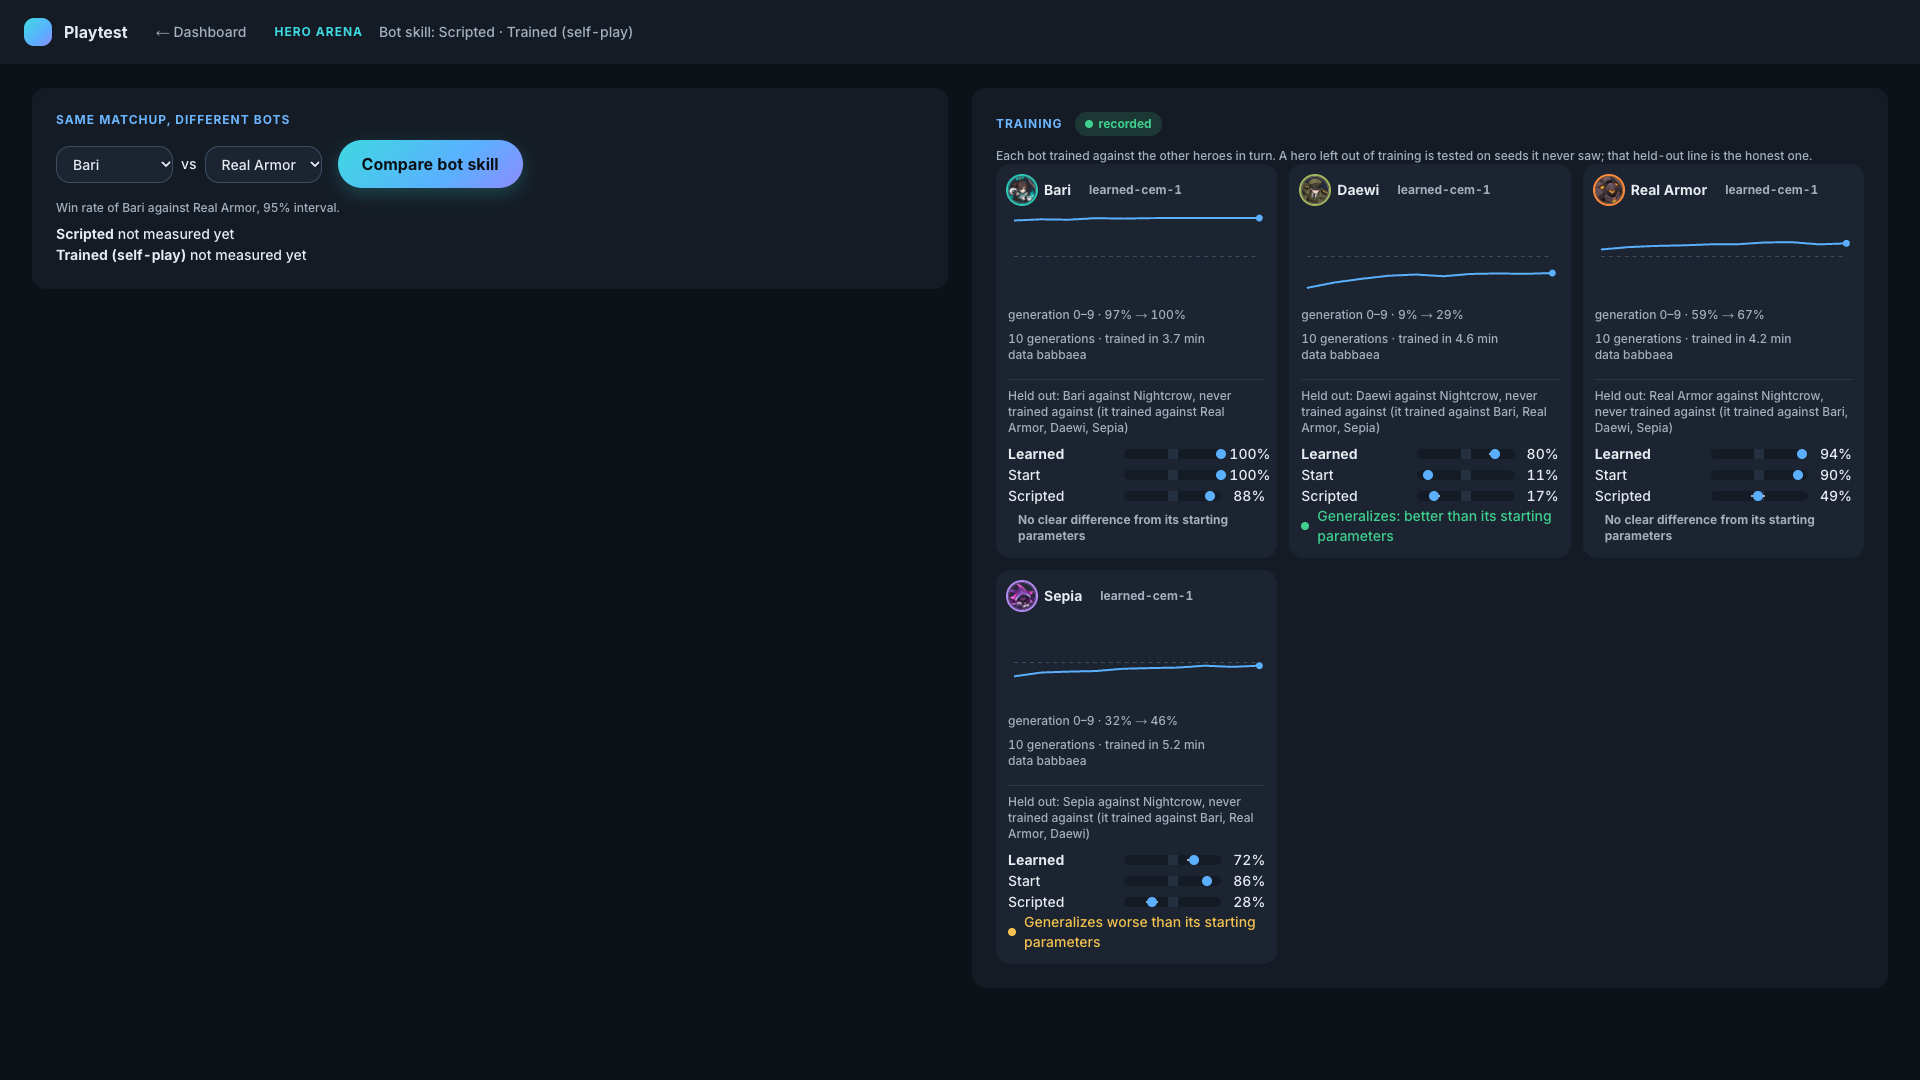 Playtest
← Dashboard
HERO ARENA
Bot skill: Scripted · Trained (self-play)
SAME MATCHUP, DIFFERENT BOTS
Bari vs Real Armor Compare bot skill
Win rate of Bari against Real Armor, 95% interval.
Scripted not measured yet
Trained (self-play) not measured yet
TRAINING recorded
Each bot trained against the other heroes in turn. A hero left out of training is tested on seeds it never saw; that held-out line is the honest one.
Bari learned-cem-1
generation 0–9 · 97% → 100%
10 generations · trained in 3.7 min
data babbaea
Held out: Bari against Nightcrow, never
trained against (it trained against Real
Armor, Daewi, Sepia)
Learned 100%
Start 100%
Scripted 88%
No clear difference from its starting
parameters
Daewi learned-cem-1
generation 0–9 · 9% → 29%
10 generations · trained in 4.6 min
data babbaea
Held out: Daewi against Nightcrow, never
trained against (it trained against Bari, Real
Armor, Sepia)
Learned 80%
Start 11%
Scripted 17%
Generalizes: better than its starting
parameters
Real Armor learned-cem-1
generation 0–9 · 59% → 67%
10 generations · trained in 4.2 min
data babbaea
Held out: Real Armor against Nightcrow,
never trained against (it trained against Bari,
Daewi, Sepia)
Learned 94%
Start 90%
Scripted 49%
No clear difference from its starting
parameters
Sepia learned-cem-1
generation 0–9 · 32% → 46%
10 generations · trained in 5.2 min
data babbaea
Held out: Sepia against Nightcrow, never
trained against (it trained against Bari, Real
Armor, Daewi)
Learned 72%
Start 86%
Scripted 28%
Generalizes worse than its starting
parameters